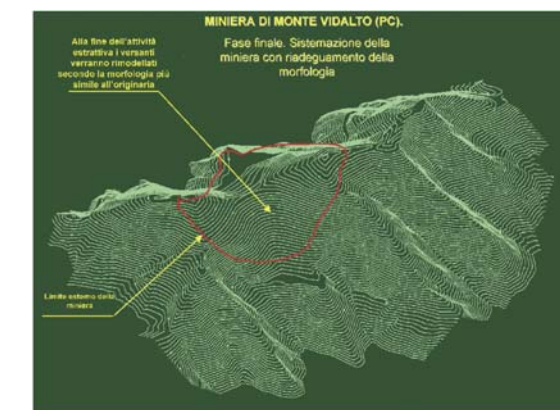 MINIERA DI MONTE VIDALTO (PC).
Fase finale. Sistemazione della
miniera con riadeguamento della
morfologia
Alla fine dell'attività
estrattiva i versanti
verranno rimodellati
secondo la morfologia più
simile all'originaria
Limite esterno della
miniera